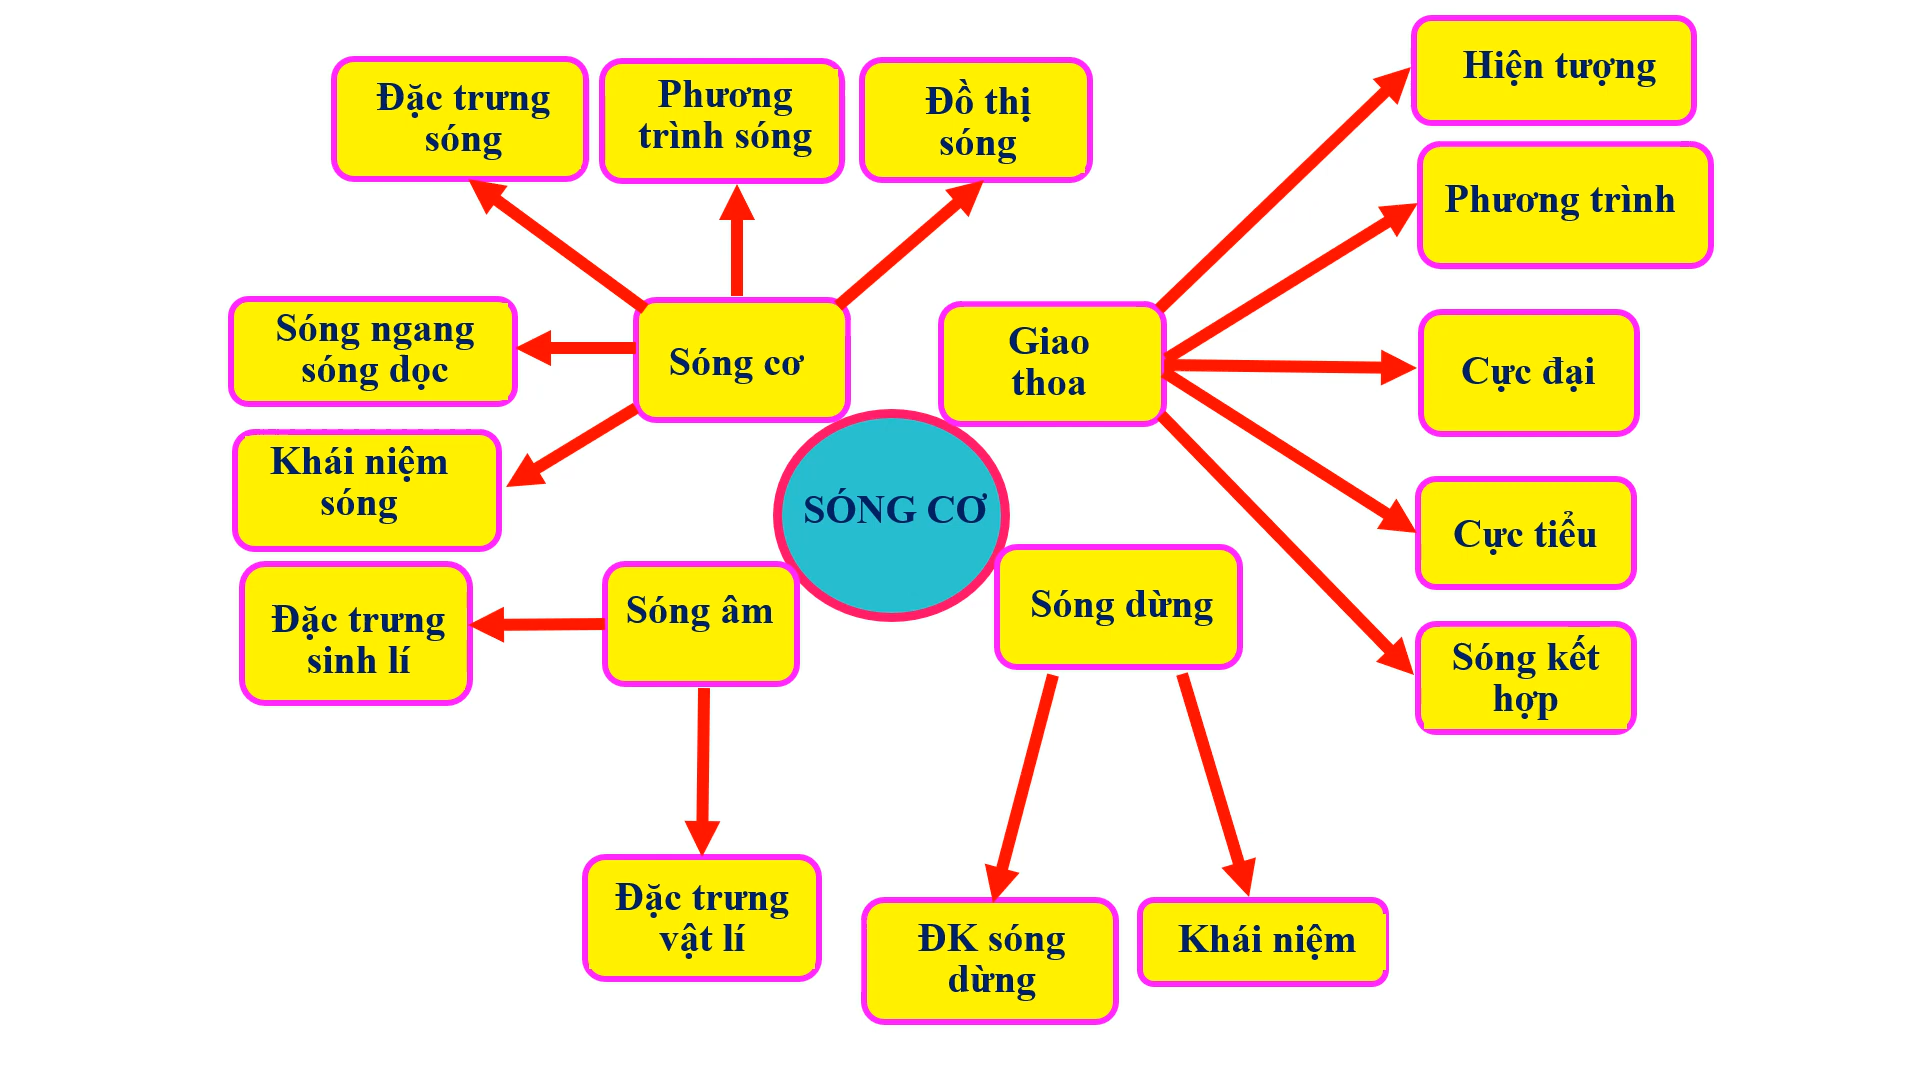 Đặc trưng
sóng
Phương
trình sóng
Đồ thị
sóng
Hiện tượng
Phương trình
Sóng ngang
sóng dọc
Sóng cơ
Giao
thoa
Cực đại
Khái niệm
sóng
SÓNG CƠ
Cực tiểu
Đặc trưng
sinh lí
Sóng âm
Sóng dừng
Sóng kết
hợp
Đặc trưng
vật lí
ĐK sóng
dừng
Khái niệm